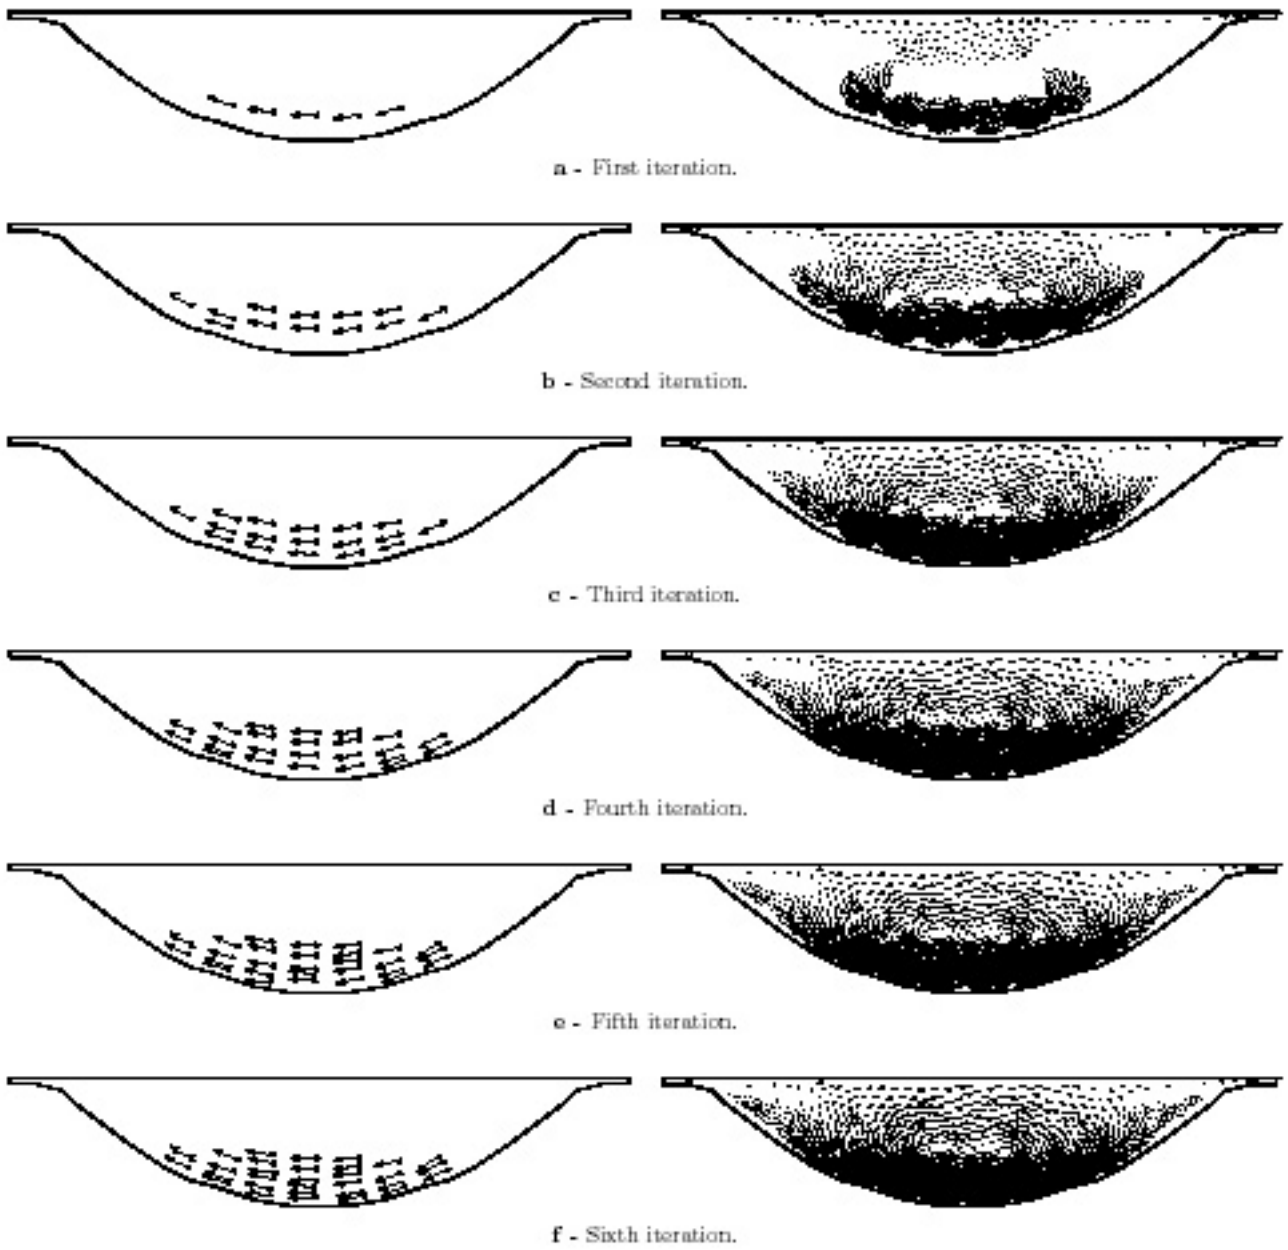 a - First iteration.
b - Second iteration.
c - Third iteration.
d - Fourth iteration.
e - Fifth iteration.
f - Sixth iteration.